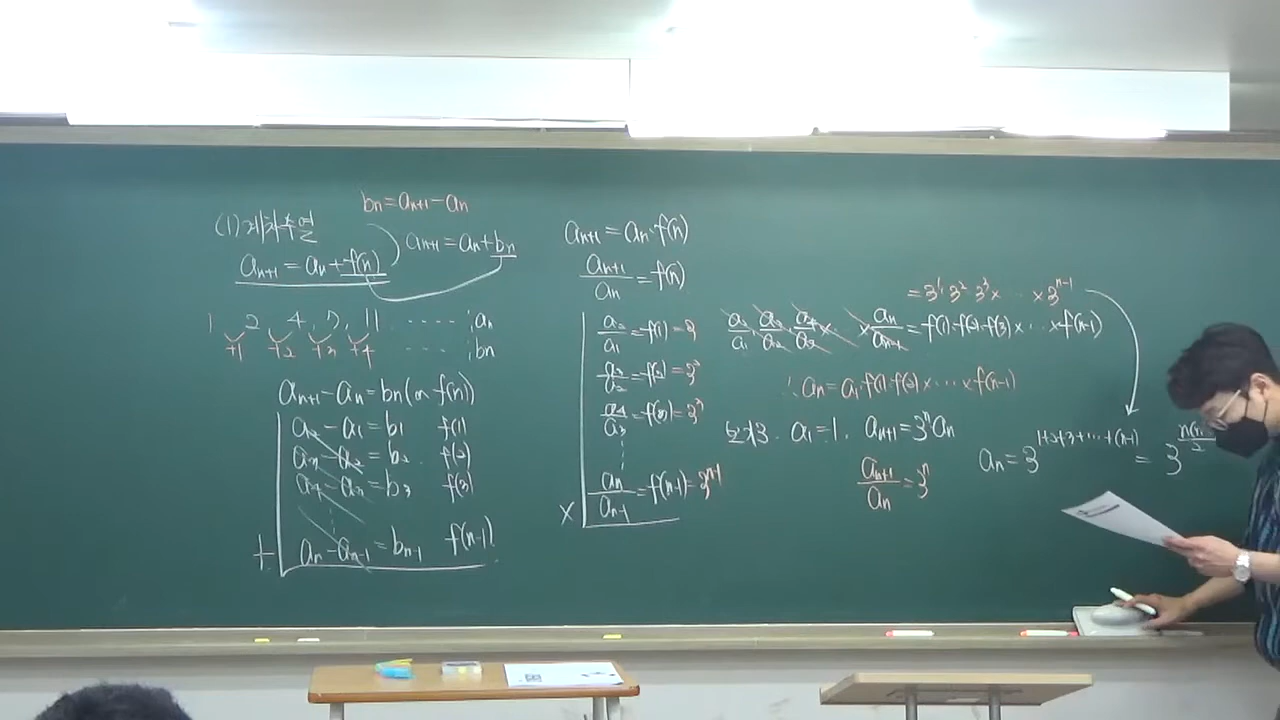 bn=an+1-an
(1) 계차수열
an+1=an+bn
an+1=an+f(n)
1 2 4, 7, 11 ····· ; an
+1 +2 +3 +4 ···· ; bn
an+1-an=bn(or f(n))
a2-a1=b1 f(1)
a3-a2=b2 f(2)
a4-a3=b3 f(3)
+ an-an-1=bn-1 f(n-1)
an+1=an·f(n)
an+1/an=f(n)
a2/a1=f(1)=3
a3/a2=f(2)=3²
a4/a3=f(3)=3³
× an/an-1=f(n-1)=3ⁿ⁻¹
=3¹·3²·3³×···×3ⁿ⁻¹
a2/a1·a3/a2·a4/a3×···×an/an-1=f(1)·f(2)·f(3)×···×f(n-1)
∴ an=a1·f(1)·f(2)×···×f(n-1)
a1=1, an+1=3ⁿan
an+1/an=3ⁿ
an=3^1+2+3+···+(n-1) = 3^